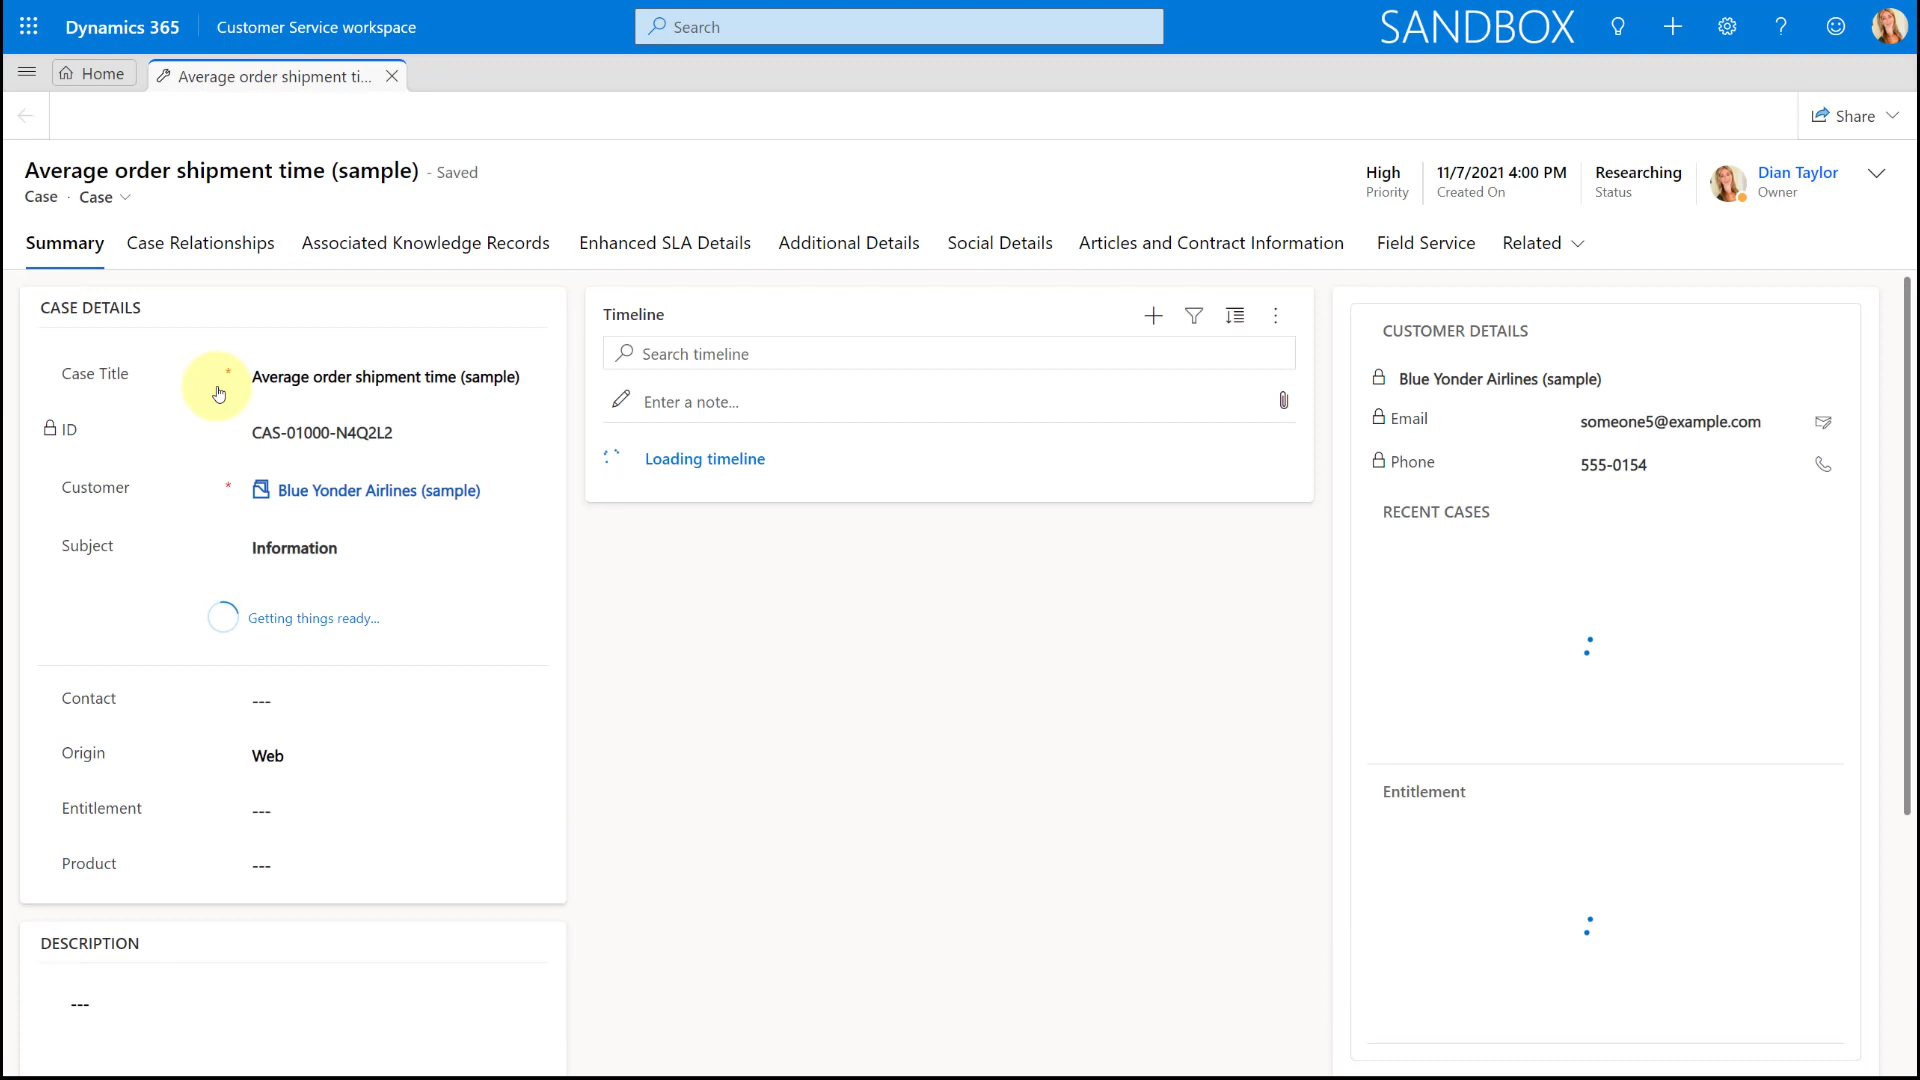 Dynamics 365
Customer Service workspace
Search
SANDBOX
Home
Average order shipment ti...
Share
Average order shipment time (sample) - Saved
Case · Case
High
Priority
11/7/2021 4:00 PM
Created On
Researching
Status
Dian Taylor
Owner
Summary
Case Relationships
Associated Knowledge Records
Enhanced SLA Details
Additional Details
Social Details
Articles and Contract Information
Field Service
Related
CASE DETAILS
Case Title * Average order shipment time (sample)
ID CAS-01000-N4Q2L2
Customer * Blue Yonder Airlines (sample)
Subject Information
Getting things ready...
Contact ---
Origin Web
Entitlement ---
Product ---
DESCRIPTION
---
Timeline
Search timeline
Enter a note...
Loading timeline
CUSTOMER DETAILS
Blue Yonder Airlines (sample)
Email someone5@example.com
Phone 555-0154
RECENT CASES
Entitlement